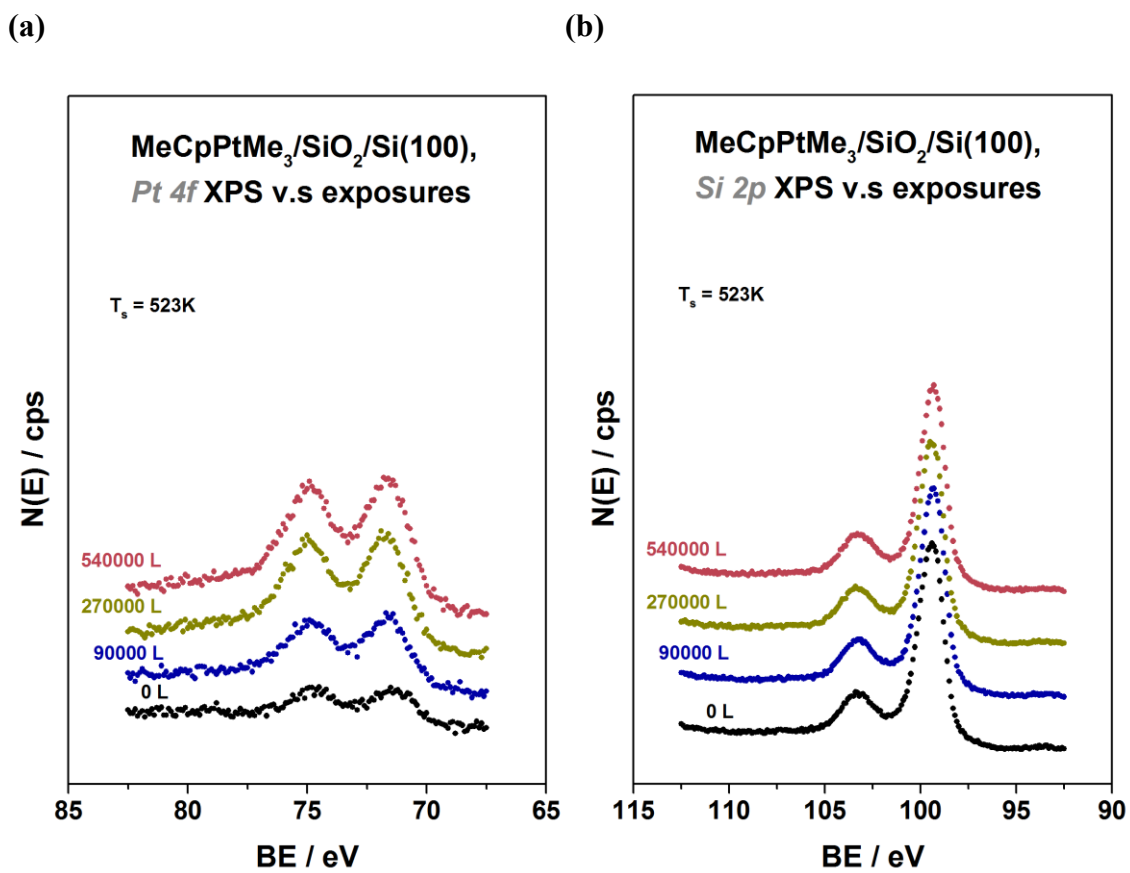 (a)
MeCpPtMe₃/SiO₂/Si(100),
Pt 4f XPS v.s exposures
Tₛ = 523K
N(E) / cps
540000 L
270000 L
90000 L
0 L
85 80 75 70 65
BE / eV
(b)
MeCpPtMe₃/SiO₂/Si(100),
Si 2p XPS v.s exposures
Tₛ = 523K
N(E) / cps
540000 L
270000 L
90000 L
0 L
115 110 105 100 95 90
BE / eV